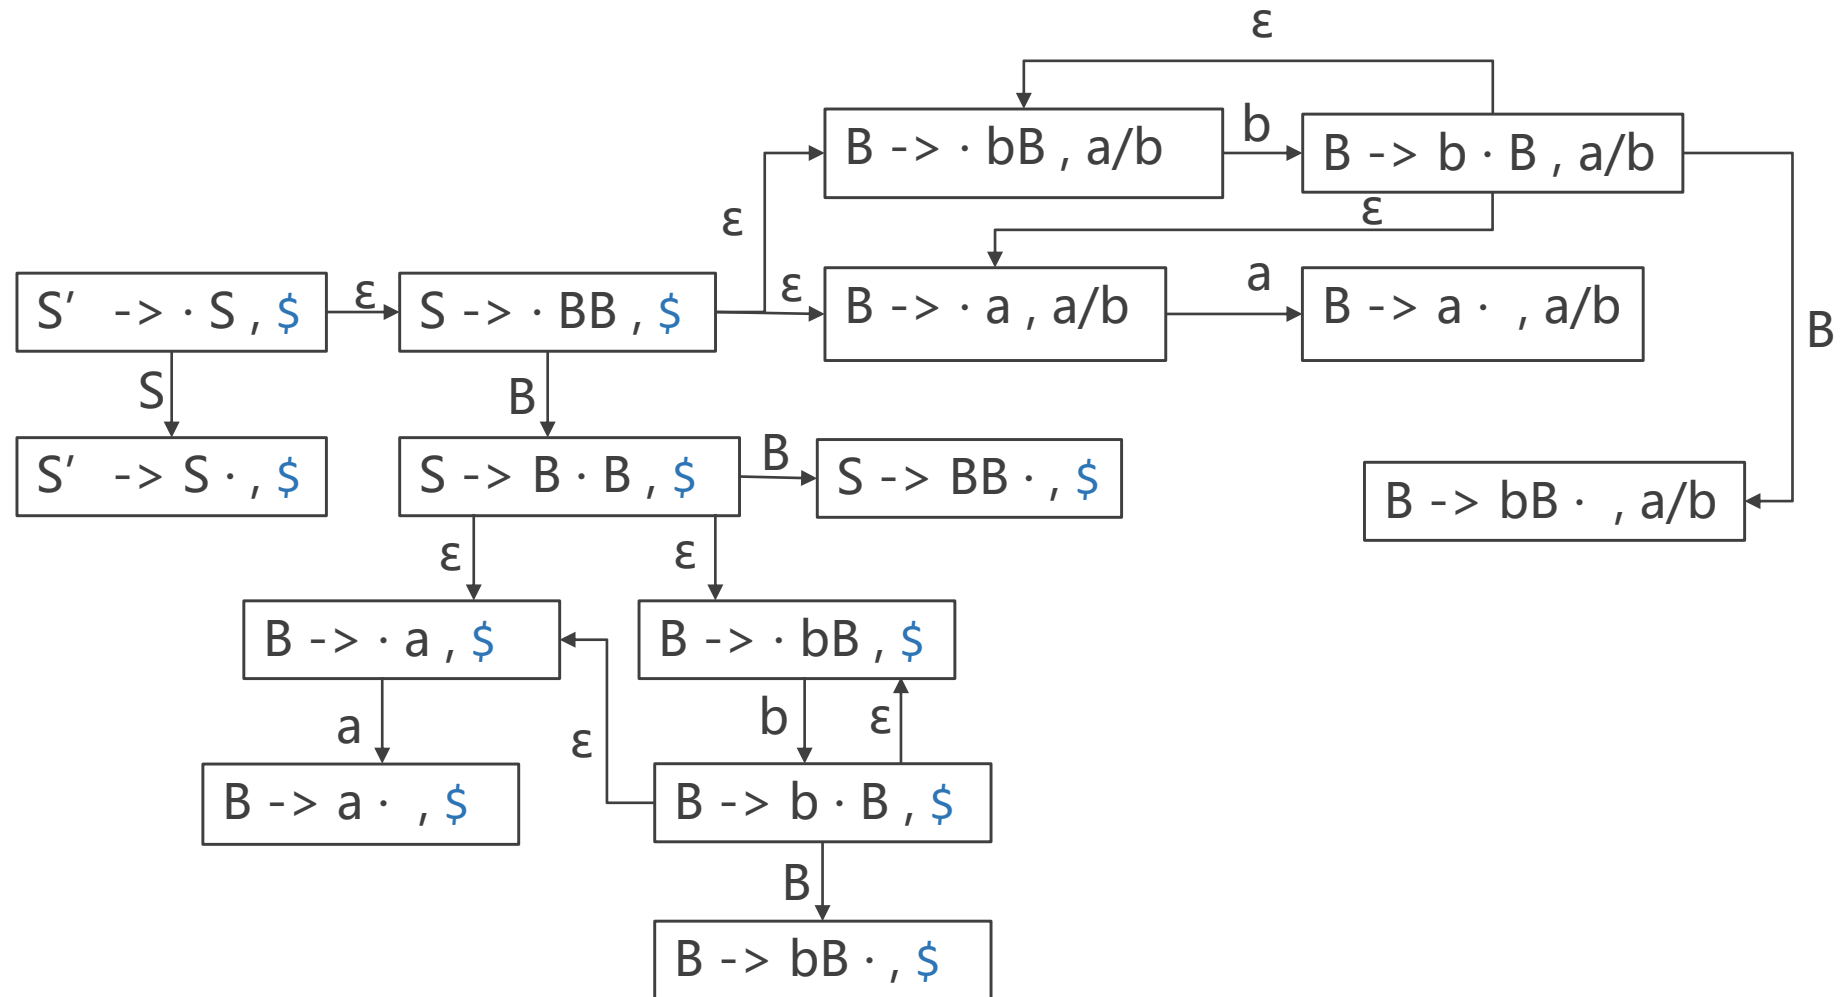 ε
B -> · bB , a/b
b
B -> b · B , a/b
ε
ε
S′ -> · S , $
ε
S -> · BB , $
ε
B -> · a , a/b
a
B -> a · , a/b
B
S
B
S′ -> S · , $
S -> B · B , $
B
S -> BB · , $
B -> bB · , a/b
ε
ε
B -> · a , $
B -> · bB , $
a
ε
b
ε
B -> a · , $
B -> b · B , $
B
B -> bB · , $